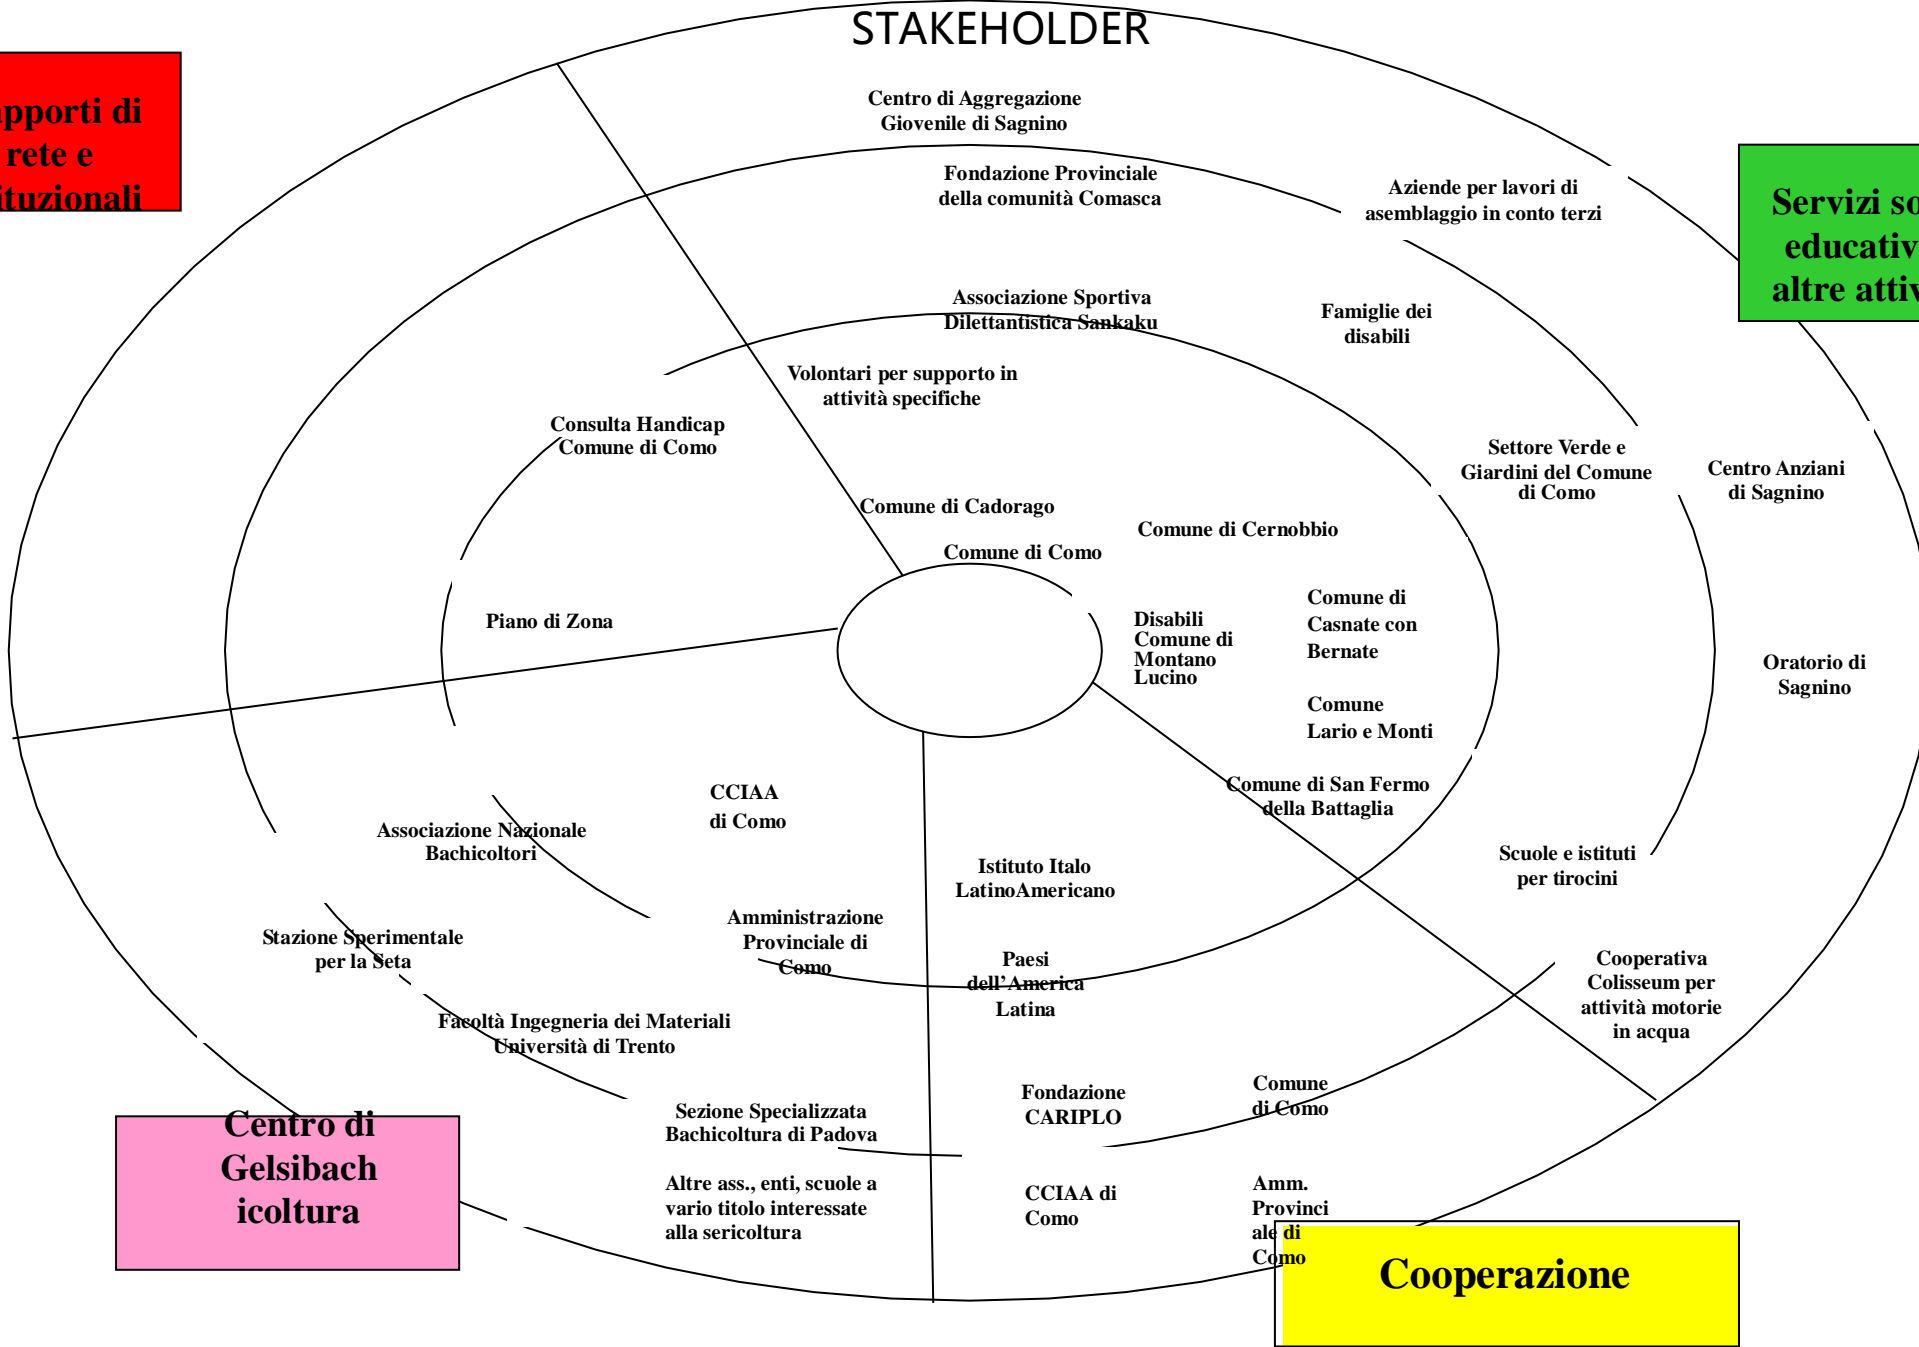 STAKEHOLDER
apporti di
rete e
ituzionali
Centro di Aggregazione
Giovenile di Sagnino
Fondazione Provinciale
della comunità Comasca
Aziende per lavori di
asemblaggio in conto terzi
Servizi so
educativ
altre attiv
Associazione Sportiva
Dilettantistica Sankaku
Famiglie dei
disabili
Volontari per supporto in
attività specifiche
Consulta Handicap
Comune di Como
Settore Verde e
Giardini del Comune
di Como
Centro Anziani
di Sagnino
Comune di Cadorago
Comune di Cernobbio
Comune di Como
Piano di Zona
Disabili
Comune di
Montano
Lucino
Comune di
Casnate con
Bernate
Comune
Lario e Monti
Oratorio di
Sagnino
Comune di San Fermo
della Battaglia
CCIAA
di Como
Associazione Nazionale
Bachicoltori
Istituto Italo
LatinoAmericano
Scuole e istituti
per tirocini
Stazione Sperimentale
per la Seta
Amministrazione
Provinciale di
Como
Paesi
dell’America
Latina
Cooperativa
Colisseum per
attività motorie
in acqua
Facoltà Ingegneria dei Materiali
Università di Trento
Sezione Specializzata
Bachicoltura di Padova
Fondazione
CARIPLO
Comune
di Como
Centro di
Gelsibach
icoltura
Altre ass., enti, scuole a
vario titolo interessate
alla sericoltura
CCIAA di
Como
Amm.
Provinci
ale di
Como
Cooperazione